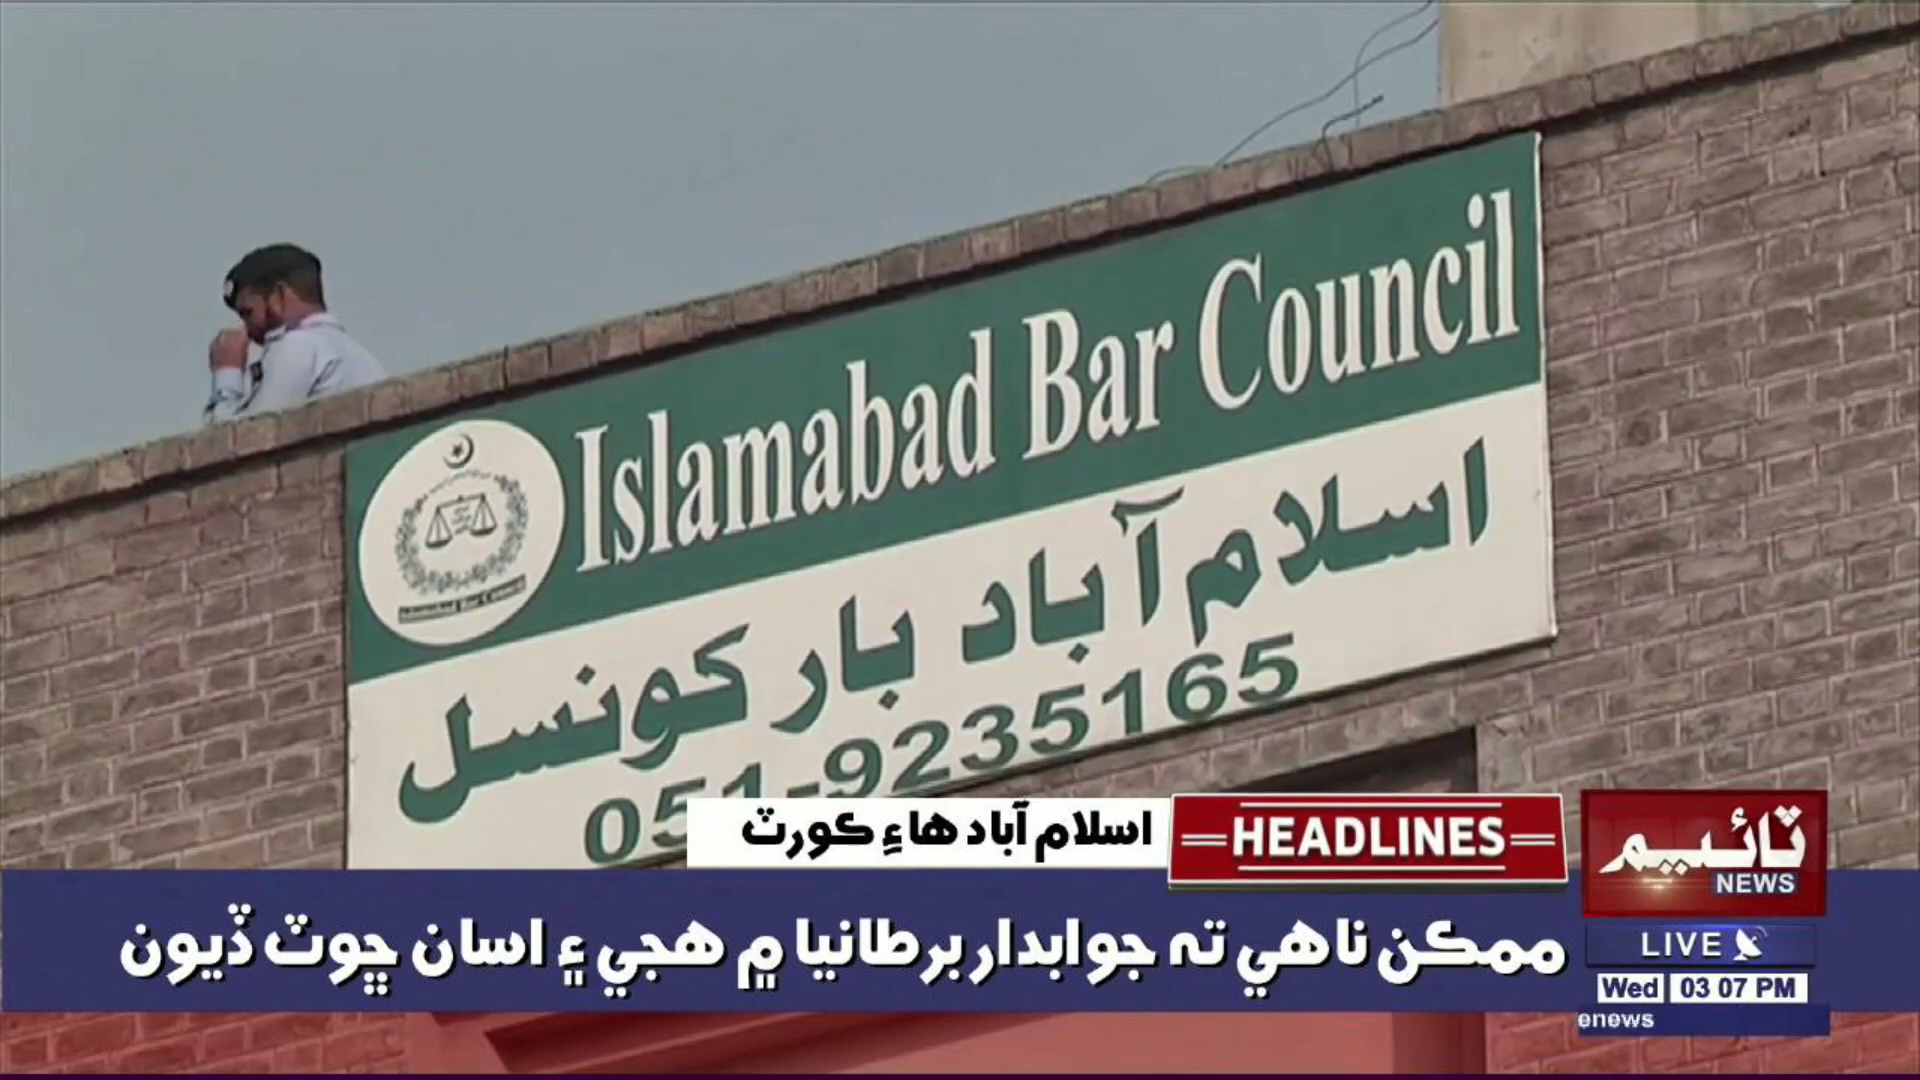 Islamabad Bar Council
اسلام آباد بار کونسل
051-9235165
اسلام آباد هاءِ ڪورٽ
HEADLINES
ٽائيم
NEWS
ممڪن ناهي ته جوابدار برطانيا ۾ هجي ۽ اسان ڇوٽ ڏيون
LIVE
Wed 03 07 PM
enews